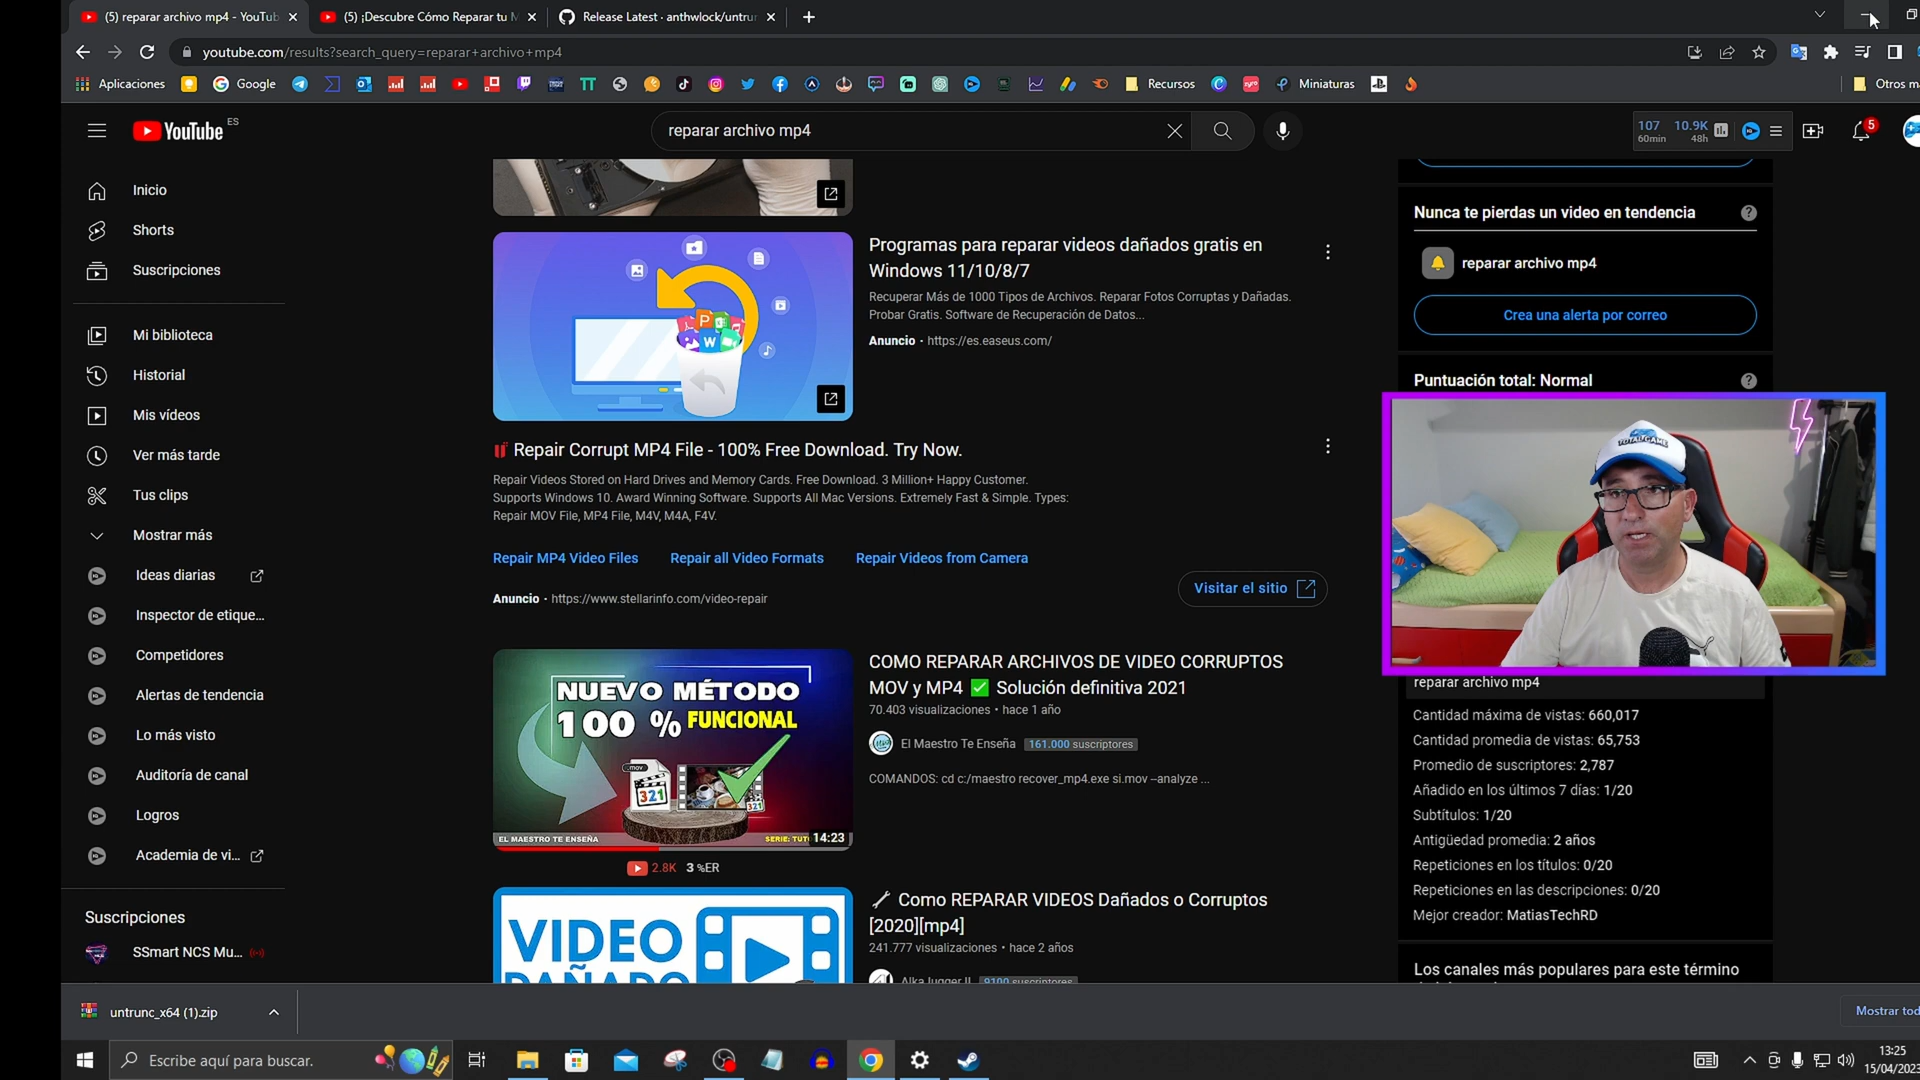 (5) reparar archivo mp4 - YouTub
(5) ¡Descubre Cómo Reparar tu M
Release Latest · anthwlock/untrun
youtube.com/results?search_query=reparar+archivo+mp4
Aplicaciones
Google
Recursos
Miniaturas
Otros m
YouTube ES
reparar archivo mp4
107
60min
10.9K
48h
5
Inicio
Shorts
Suscripciones
Mi biblioteca
Historial
Mis vídeos
Ver más tarde
Tus clips
Mostrar más
Ideas diarias
Inspector de etique...
Competidores
Alertas de tendencia
Lo más visto
Auditoría de canal
Logros
Academia de vi...
Suscripciones
SSmart NCS Mu...
Programas para reparar videos dañados gratis en
Windows 11/10/8/7
Recuperar Más de 1000 Tipos de Archivos. Reparar Fotos Corruptas y Dañadas.
Probar Gratis. Software de Recuperación de Datos...
Anuncio · https://es.easeus.com/
Repair Corrupt MP4 File - 100% Free Download. Try Now.
Repair Videos Stored on Hard Drives and Memory Cards. Free Download. 3 Million+ Happy Customer.
Supports Windows 10. Award Winning Software. Supports All Mac Versions. Extremely Fast & Simple. Types:
Repair MOV File, MP4 File, M4V, M4A, F4V.
Repair MP4 Video Files
Repair all Video Formats
Repair Videos from Camera
Visitar el sitio
Anuncio · https://www.stellarinfo.com/video-repair
NUEVO MÉTODO
100 % FUNCIONAL
.mov
321
321
EL MAESTRO TE ENSEÑA
SERIE: TUT
14:23
2.8K 3 %ER
COMO REPARAR ARCHIVOS DE VIDEO CORRUPTOS
MOV y MP4 ✅ Solución definitiva 2021
70.403 visualizaciones · hace 1 año
El Maestro Te Enseña 161.000 suscriptores
COMANDOS: cd c:/maestro recover_mp4.exe si.mov --analyze ...
VIDEO
DAÑADO
Como REPARAR VIDEOS Dañados o Corruptos
[2020][mp4]
241.777 visualizaciones · hace 2 años
9100 suscriptores
Nunca te pierdas un video en tendencia
reparar archivo mp4
Crea una alerta por correo
Puntuación total: Normal
TOTALGAME
reparar archivo mp4
Cantidad máxima de vistas: 660,017
Cantidad promedia de vistas: 65,753
Promedio de suscriptores: 2,787
Añadido en los últimos 7 días: 1/20
Subtítulos: 1/20
Antigüedad promedia: 2 años
Repeticiones en los títulos: 0/20
Repeticiones en las descripciones: 0/20
Mejor creador: MatiasTechRD
Los canales más populares para este término
untrunc_x64 (1).zip
Mostrar tod
Escribe aquí para buscar.
13:25
15/04/2023